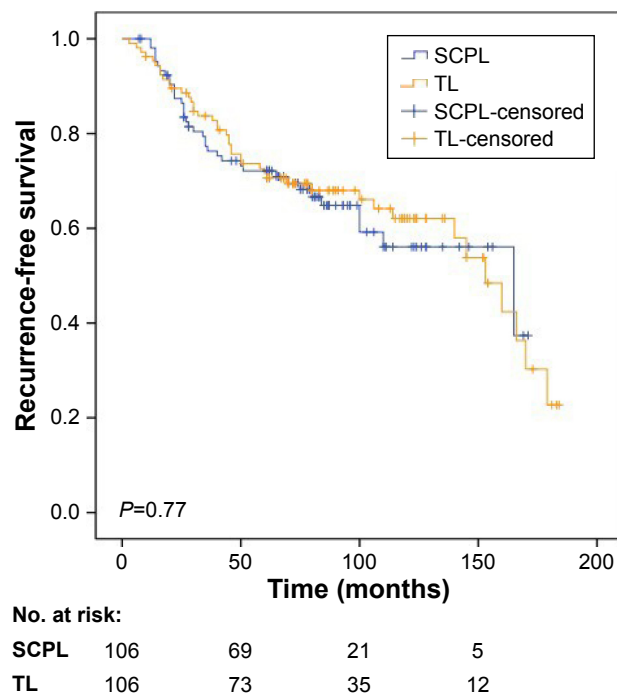 1.0
0.8
0.6
0.4
0.2
0.0
Recurrence-free survival
SCPL
TL
SCPL-censored
TL-censored
P=0.77
0 50 100 150 200
Time (months)
No. at risk:
SCPL 106 69 21 5
TL 106 73 35 12